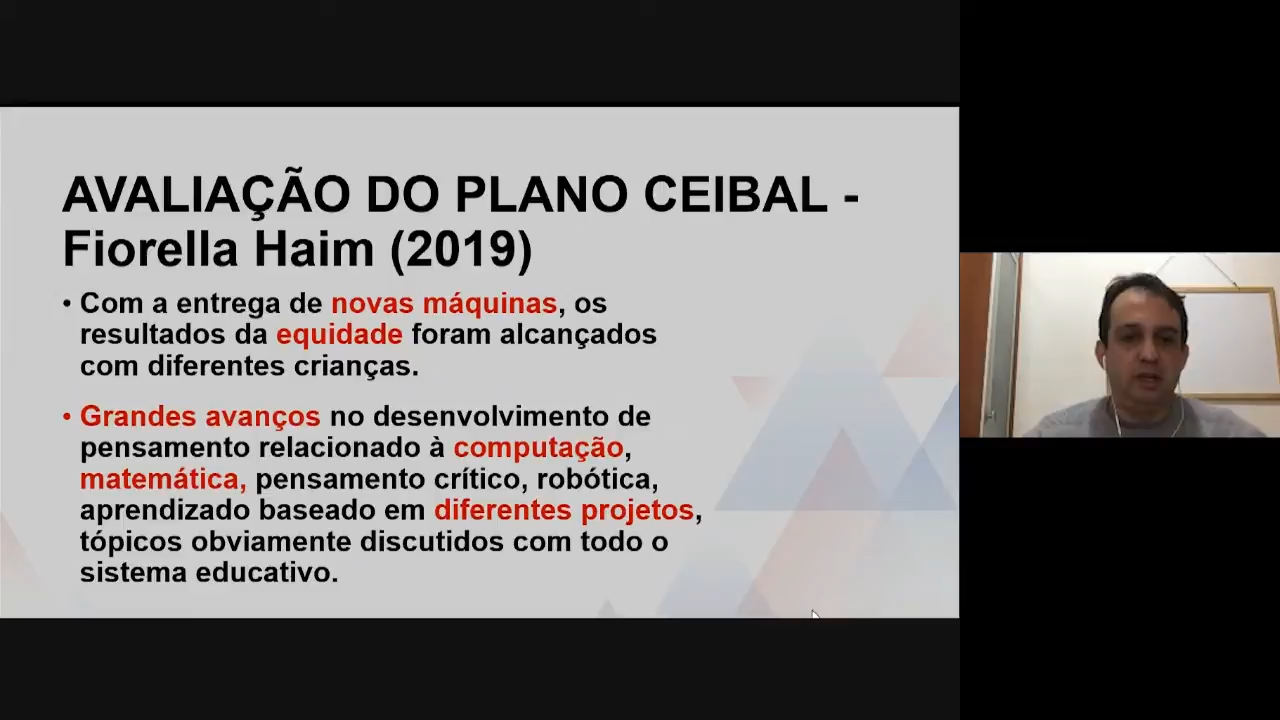 AVALIAÇÃO DO PLANO CEIBAL -
Fiorella Haim (2019)
• Com a entrega de novas máquinas, os
resultados da equidade foram alcançados
com diferentes crianças.
• Grandes avanços no desenvolvimento de
pensamento relacionado à computação,
matemática, pensamento crítico, robótica,
aprendizado baseado em diferentes projetos,
tópicos obviamente discutidos com todo o
sistema educativo.